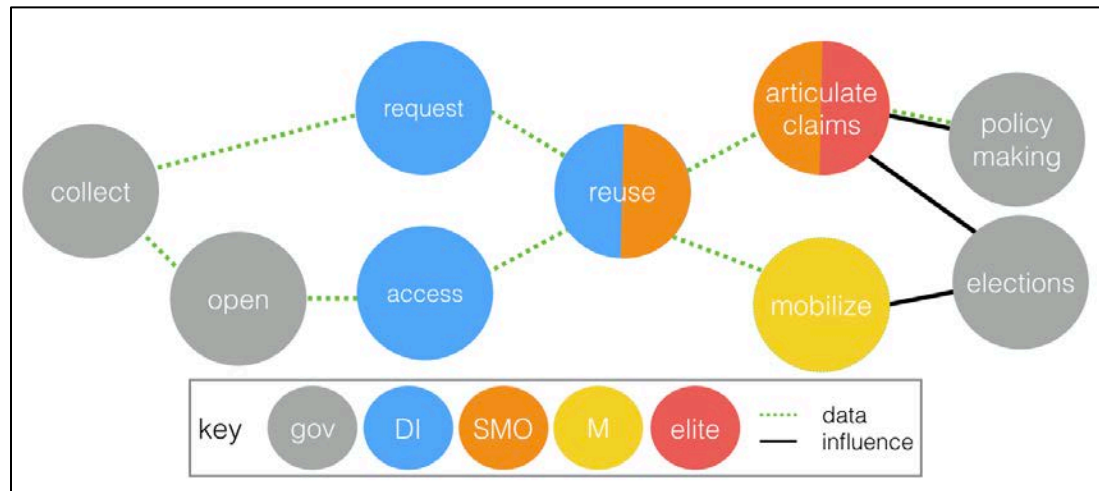 request
articulate
claims
policy
making
collect
reuse
open
access
mobilize
elections
key
gov
DI
SMO
M
elite
data
influence